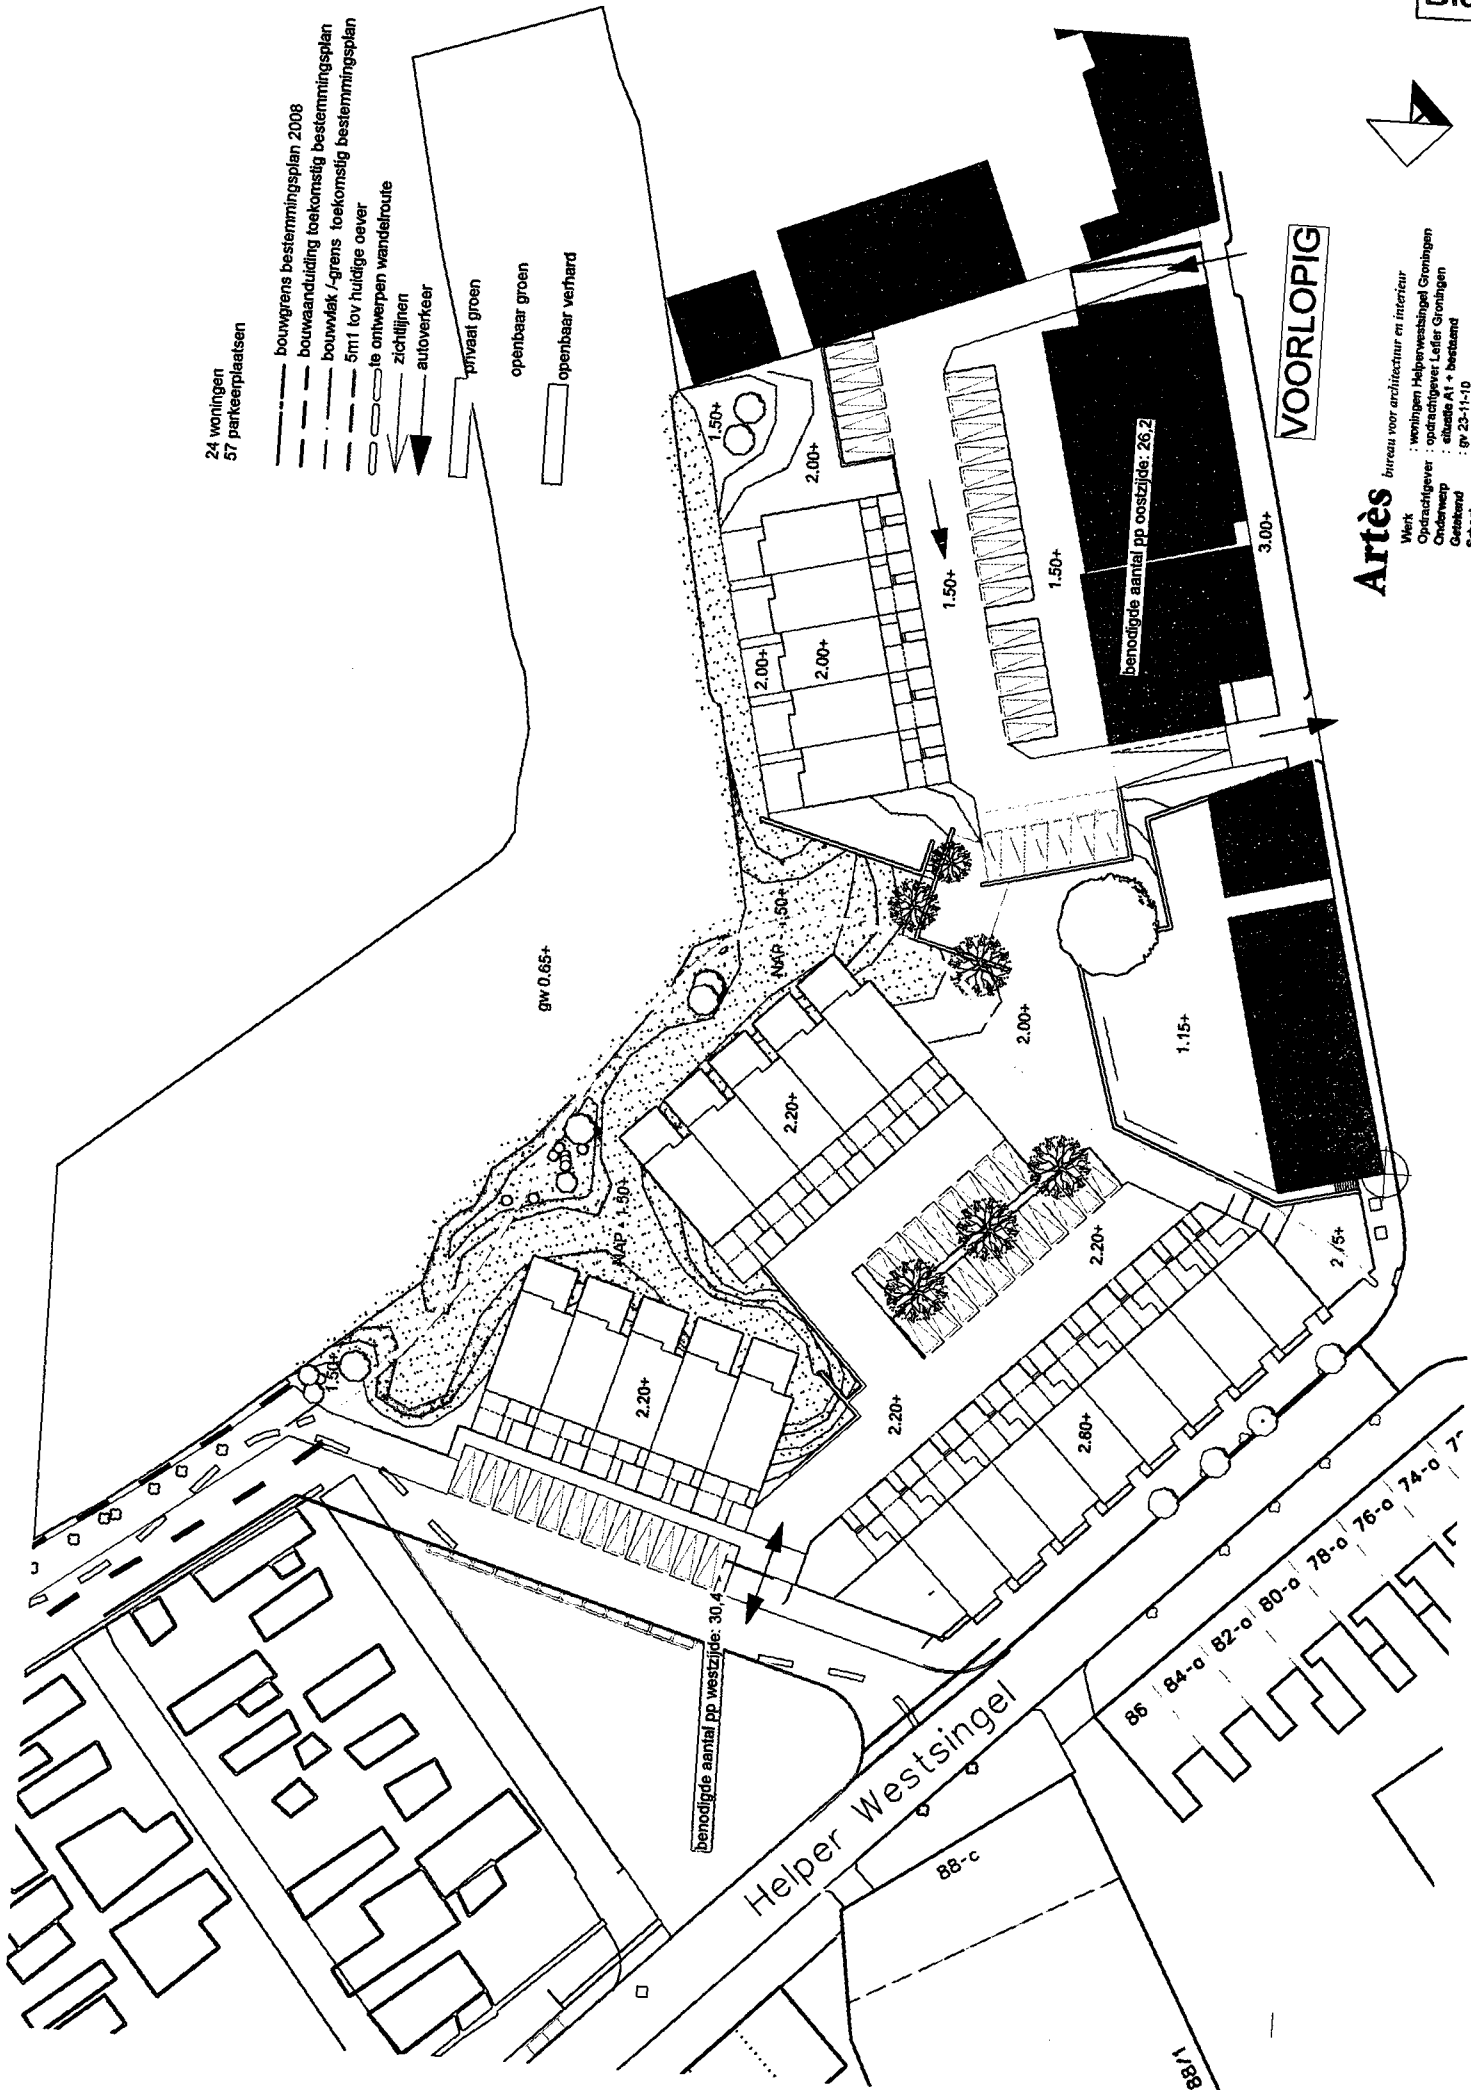 24 woningen
57 parkeerplaatsen
bouwgrens bestemmingsplan 2008
bouwaanduiding toekomstig bestemmingsplan
bouwvlak /-grens toekomstig bestemmingsplan
5m1 tov huidige oever
te ontwerpen wandelroute
zichtlijnen
autoverkeer
privaat groen
openbaar groen
openbaar verhard
gw 0.65+
1.50+
2.00+
2.00+
2.00+
1.50+
1.50+
benodigde aantal pp oostzijde: 26,2
3.00+
NAP - 1.50+
2.00+
1.15+
2.20+
NAP + 1.50+
1.50+
2.20+
2.20+
2.20+
2.60+
2.75+
benodigde aantal pp westzijde: 30,4
Helper Westsingel
86
84-a
82-a
80-a
78-a
76-a
74-a
88-c
88/1
VOORLOPIG
Artès bureau voor architectuur en interieur
Werk : woningen Helperwestsingel Groningen
Opdrachtgever : opdrachtgever Lefier Groningen
Onderwerp : situatie A1 + bestaand
Getekend : gv 23-11-10